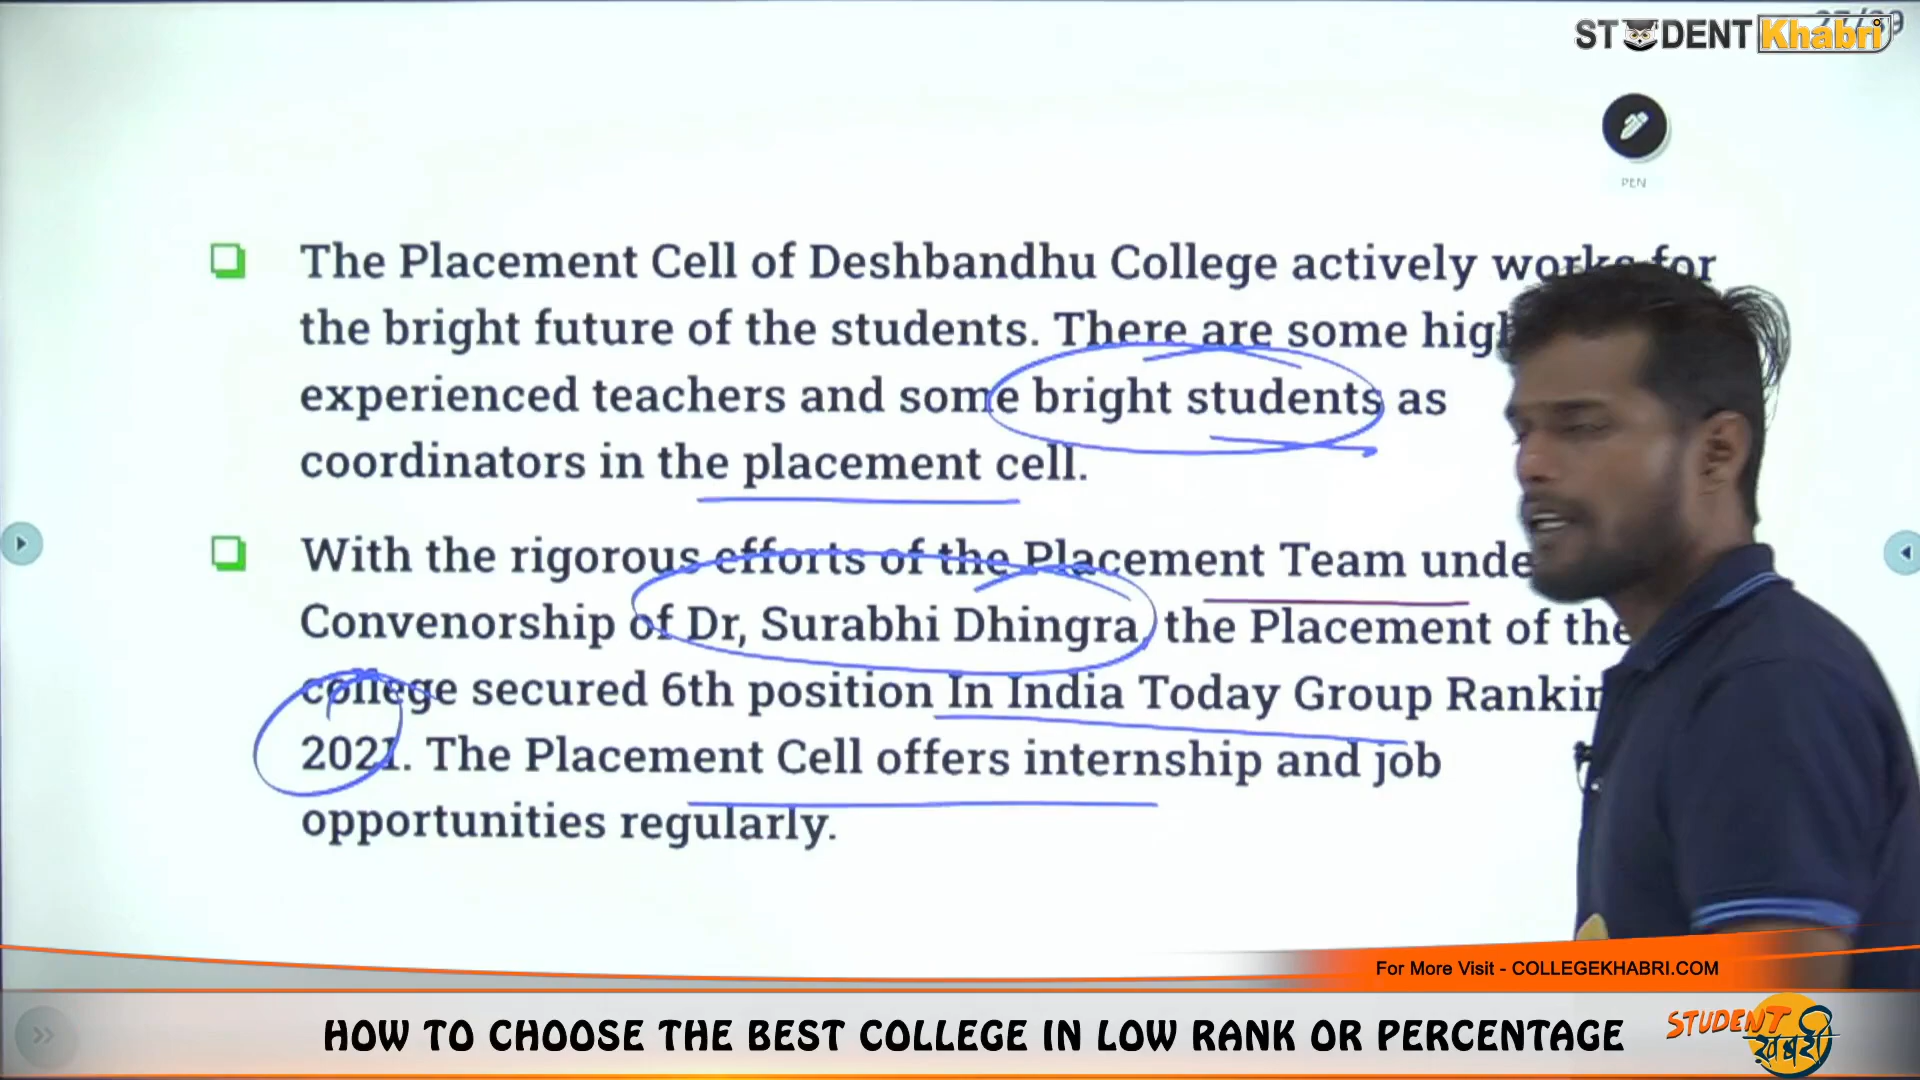 STUDENT Khabri
PEN
The Placement Cell of Deshbandhu College actively works for
the bright future of the students. There are some
experienced teachers and some bright students as
coordinators in the placement cell.
With the rigorous efforts of the Placement Team
Convenorship of Dr, Surabhi Dhingra, the Placement of the
college secured 6th position In India Today Group
2021. The Placement Cell offers internship and job
opportunities regularly.
For More Visit - COLLEGEKHABRI.COM
HOW TO CHOOSE THE BEST COLLEGE IN LOW RANK OR PERCENTAGE
STUDENT
खबरी